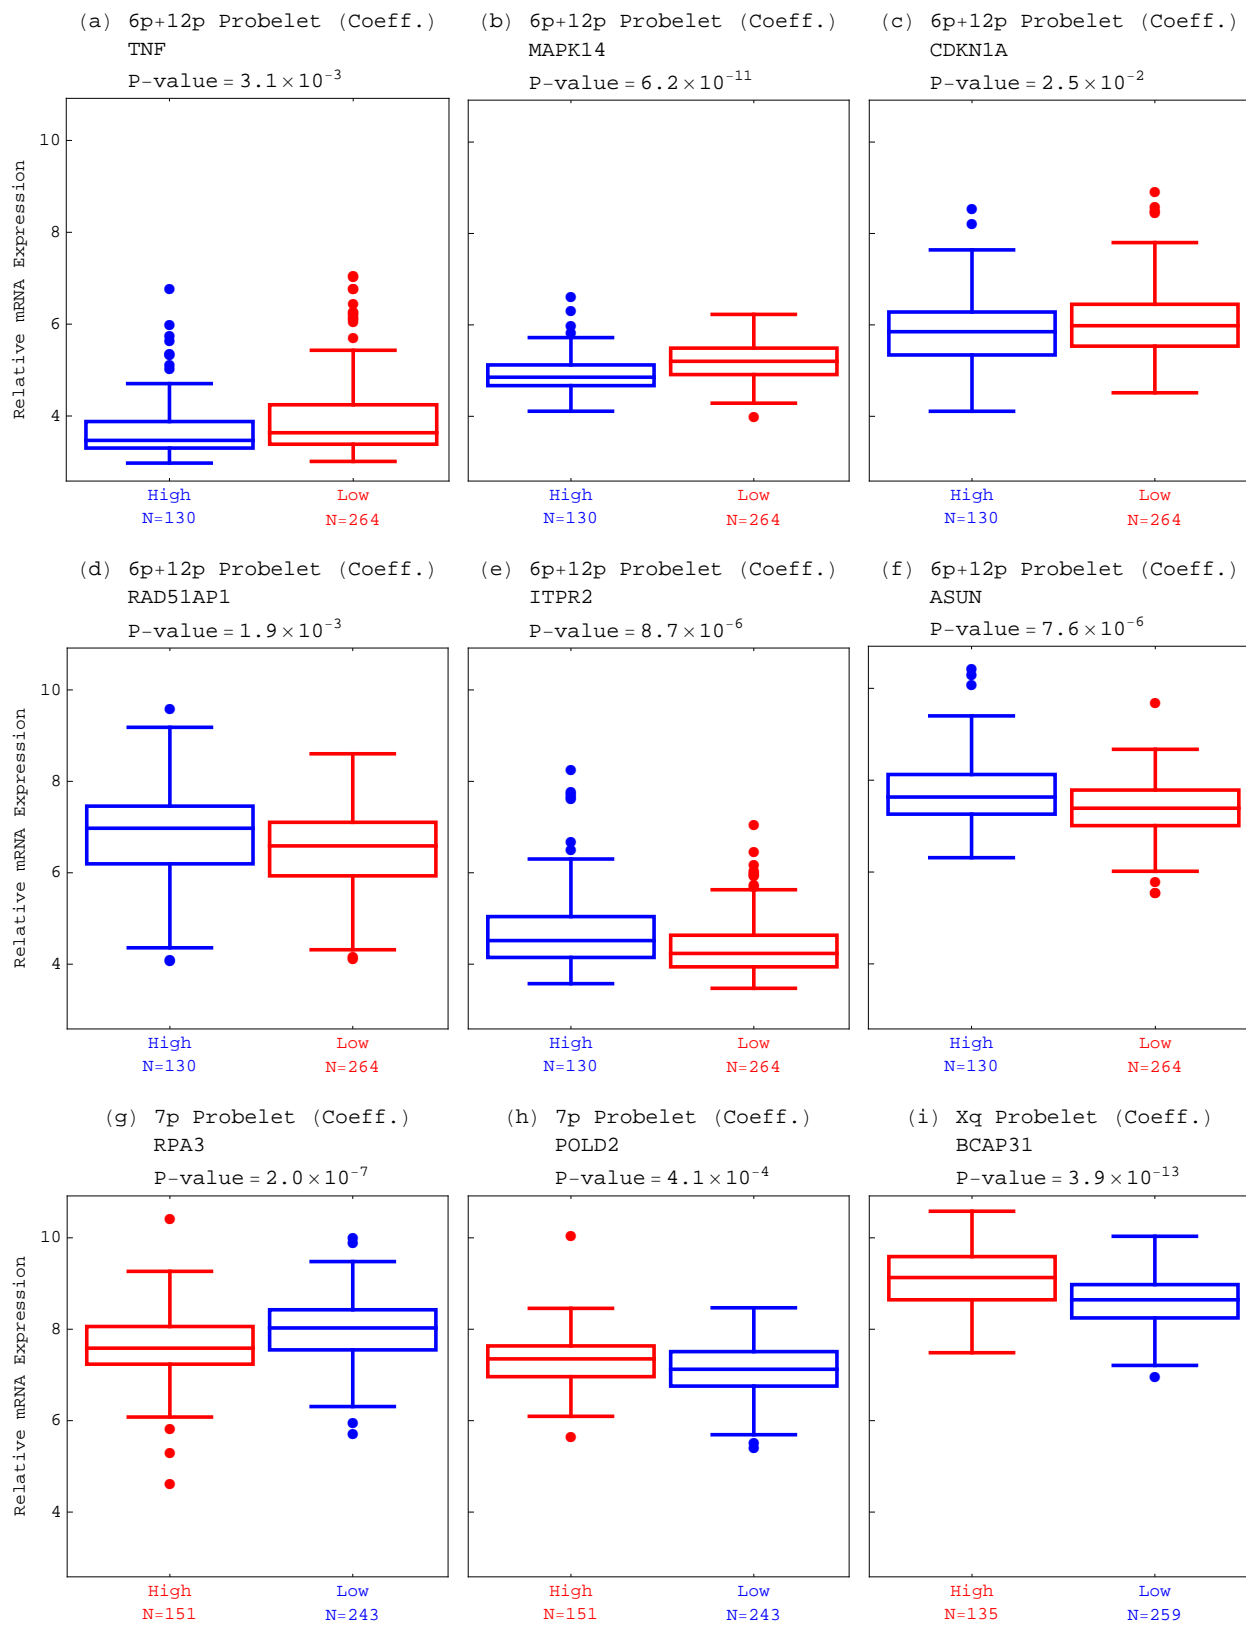 (a) 6p+12p Probelet (Coeff.)
TNF
P-value = 3.1 × 10⁻³
(b) 6p+12p Probelet (Coeff.)
MAPK14
P-value = 6.2 × 10⁻¹¹
(c) 6p+12p Probelet (Coeff.)
CDKN1A
P-value = 2.5 × 10⁻²
Relative mRNA Expression
10
8
6
4
High
N=130
Low
N=264
High
N=130
Low
N=264
High
N=130
Low
N=264
(d) 6p+12p Probelet (Coeff.)
RAD51AP1
P-value = 1.9 × 10⁻³
(e) 6p+12p Probelet (Coeff.)
ITPR2
P-value = 8.7 × 10⁻⁶
(f) 6p+12p Probelet (Coeff.)
ASUN
P-value = 7.6 × 10⁻⁶
Relative mRNA Expression
10
8
6
4
High
N=130
Low
N=264
High
N=130
Low
N=264
High
N=130
Low
N=264
(g) 7p Probelet (Coeff.)
RPA3
P-value = 2.0 × 10⁻⁷
(h) 7p Probelet (Coeff.)
POLD2
P-value = 4.1 × 10⁻⁴
(i) Xq Probelet (Coeff.)
BCAP31
P-value = 3.9 × 10⁻¹³
Relative mRNA Expression
10
8
6
4
High
N=151
Low
N=243
High
N=151
Low
N=243
High
N=135
Low
N=259